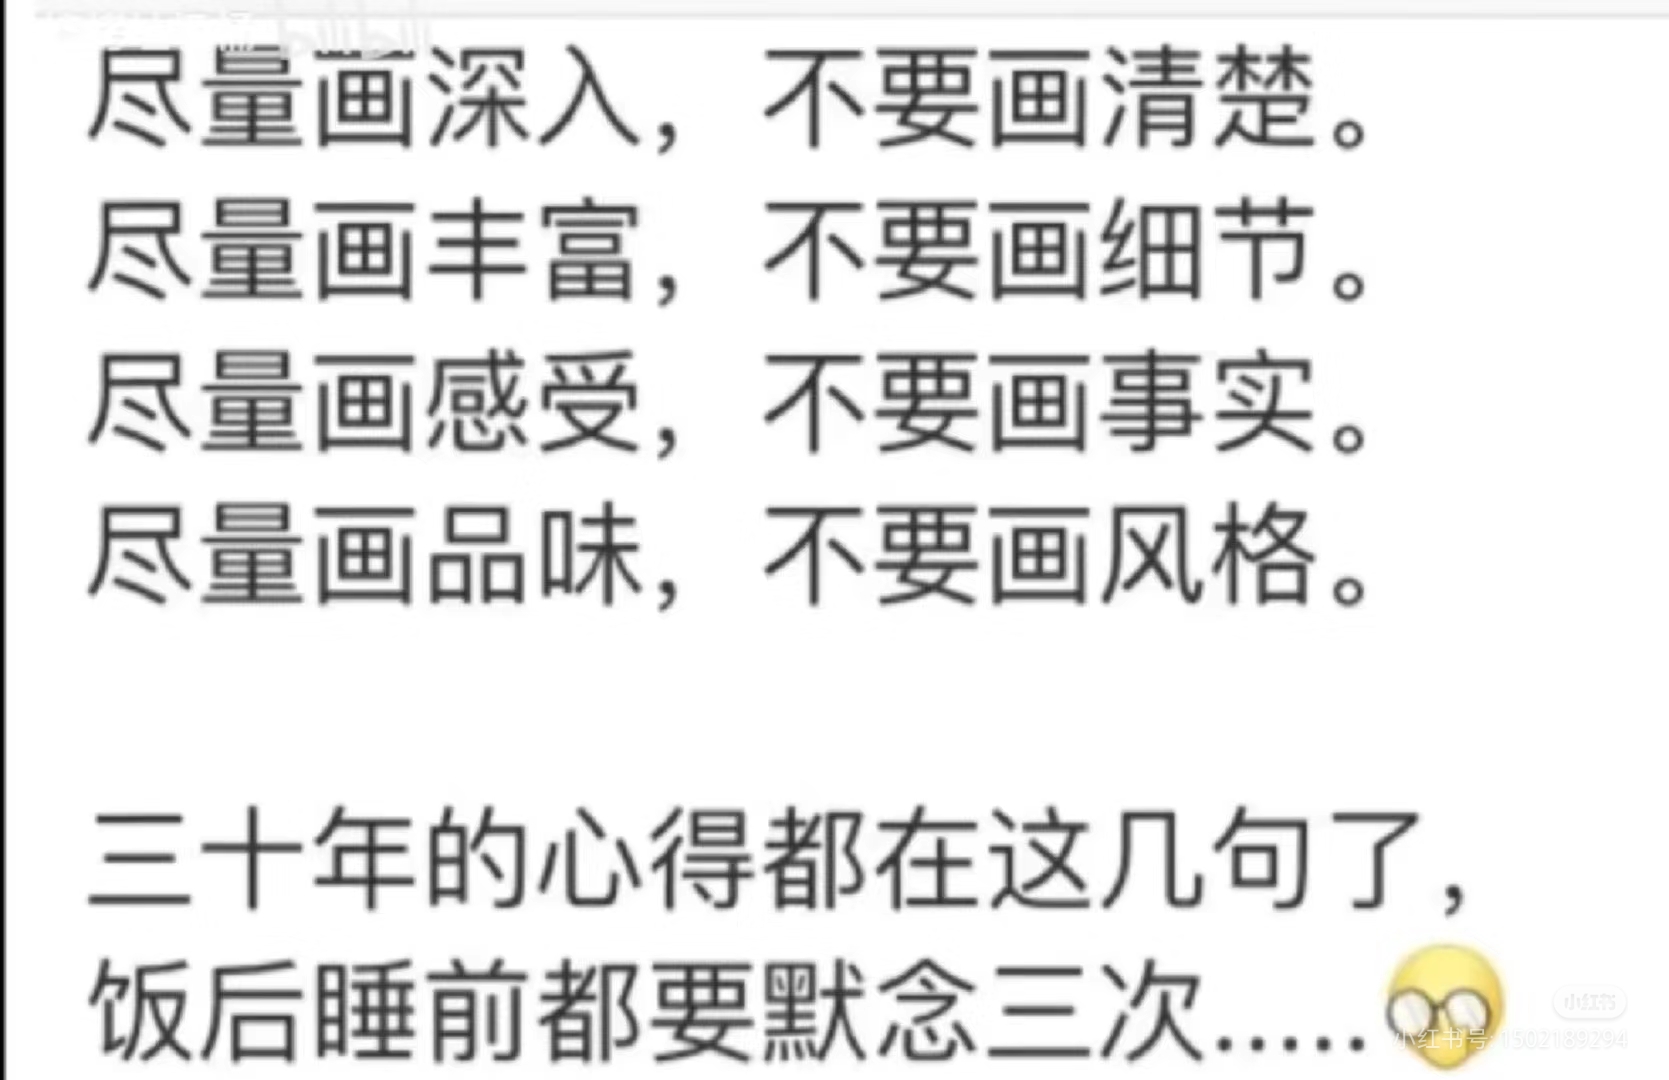 尽量画深入，不要画清楚。
尽量画丰富，不要画细节。
尽量画感受，不要画事实。
尽量画品味，不要画风格。
三十年的心得都在这几句了，
饭后睡前都要默念三次.....
小红书
小红书号：1502189294